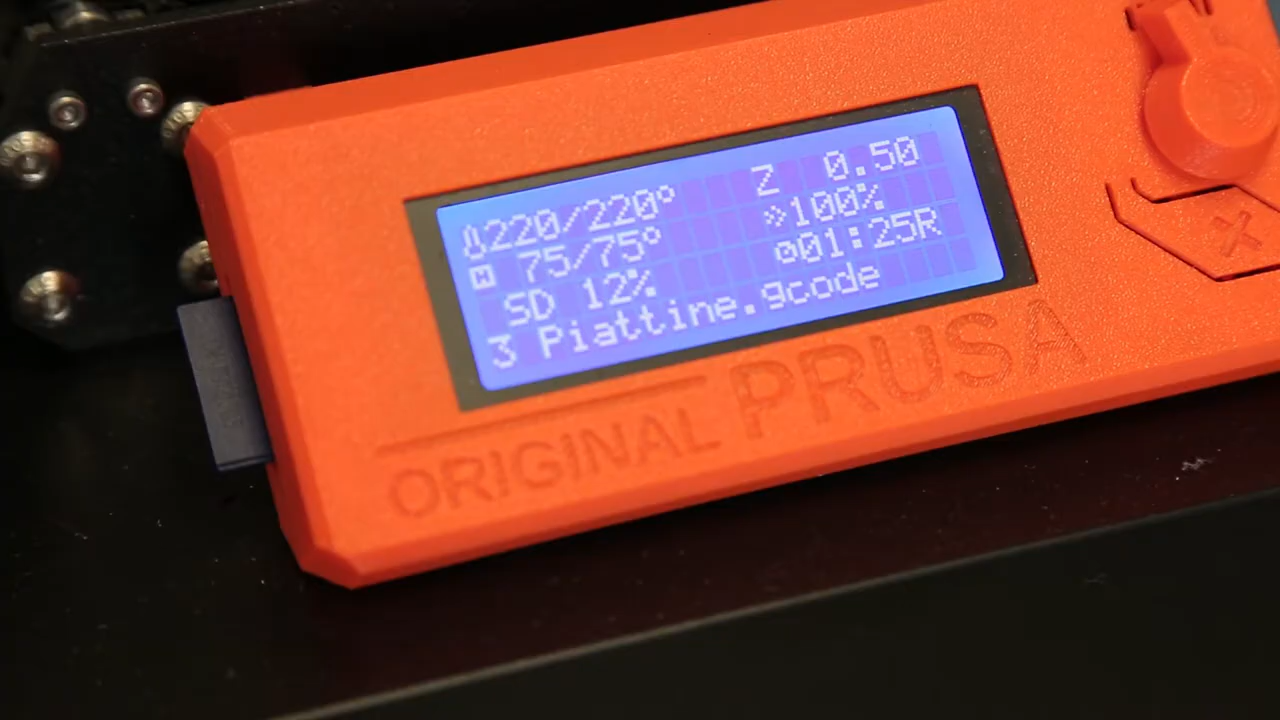 220/220° Z 0.50
75/75° 100%
SD 12% 01:25R
3 Piattine.gcode
ORIGINAL PRUSA